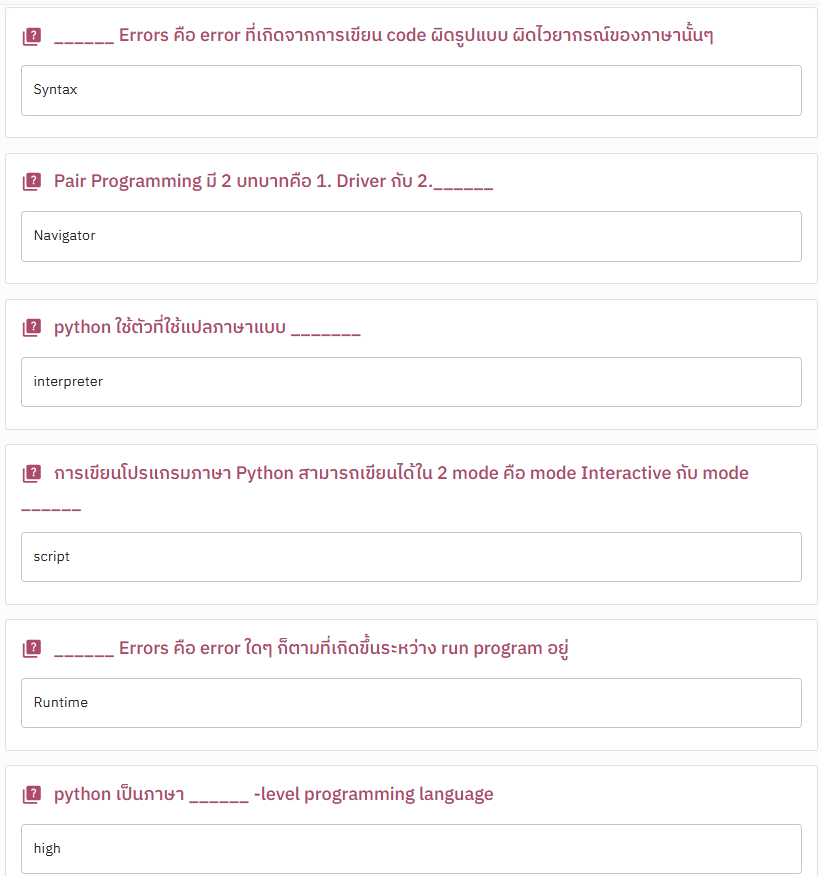 ______ Errors คือ error ที่เกิดจากการเขียน code ผิดรูปแบบ ผิดไวยากรณ์ของภาษานั้นๆ
Syntax
Pair Programming มี 2 บทบาทคือ 1. Driver กับ 2.______
Navigator
python ใช้ตัวที่ใช้แปลภาษาแบบ _______
interpreter
การเขียนโปรแกรมภาษา Python สามารถเขียนได้ใน 2 mode คือ mode Interactive กับ mode
______
script
______ Errors คือ error ใดๆ ก็ตามที่เกิดขึ้นระหว่าง run program อยู่
Runtime
python เป็นภาษา ______ -level programming language
high